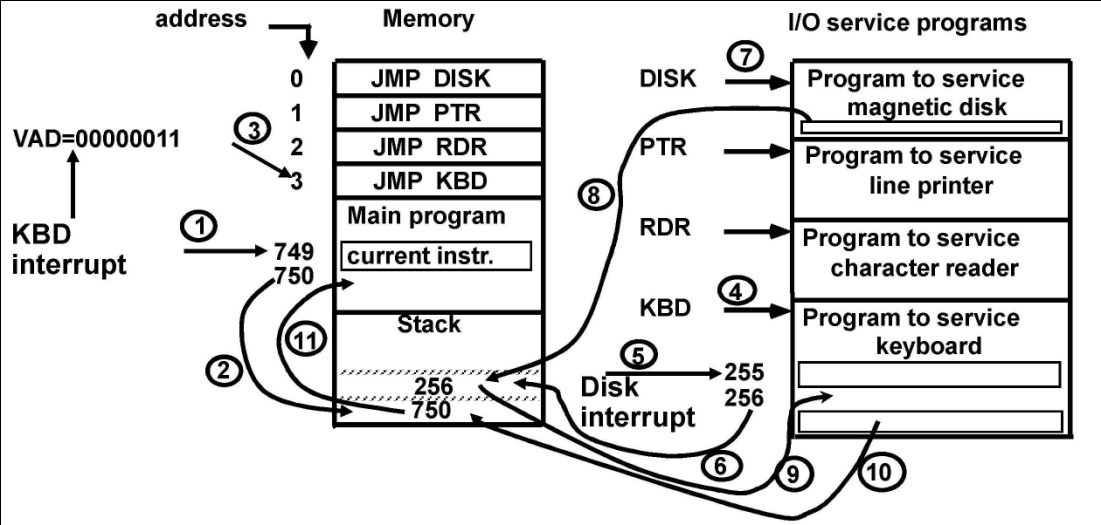 address
Memory
I/O service programs
0
JMP DISK
1
JMP PTR
2
JMP RDR
3
JMP KBD
VAD=00000011
3
KBD
interrupt
1
749
750
Main program
current instr.
Stack
2
11
256
750
DISK
7
Program to service
magnetic disk
PTR
Program to service
line printer
8
RDR
Program to service
character reader
KBD
4
Program to service
keyboard
5
Disk
interrupt
255
256
6
9
10